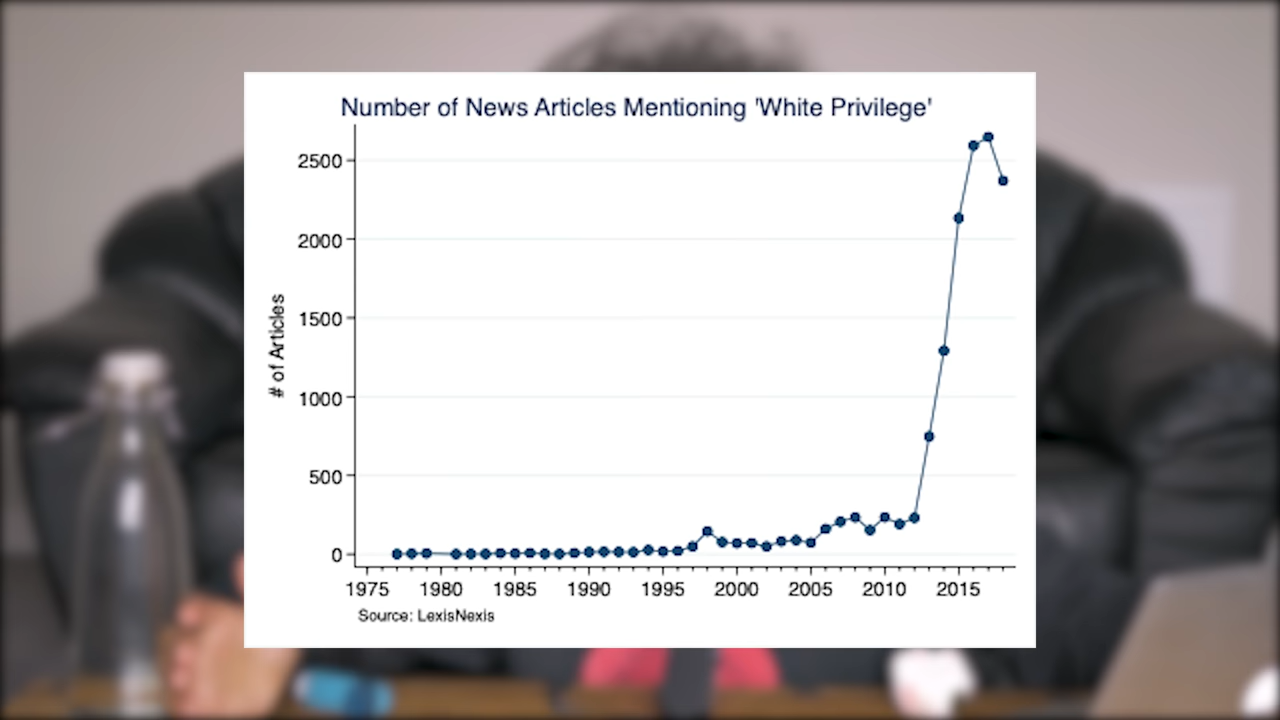 Number of News Articles Mentioning 'White Privilege'
2500
2000
1500
1000
500
0
# of Articles
1975 1980 1985 1990 1995 2000 2005 2010 2015
Source: LexisNexis